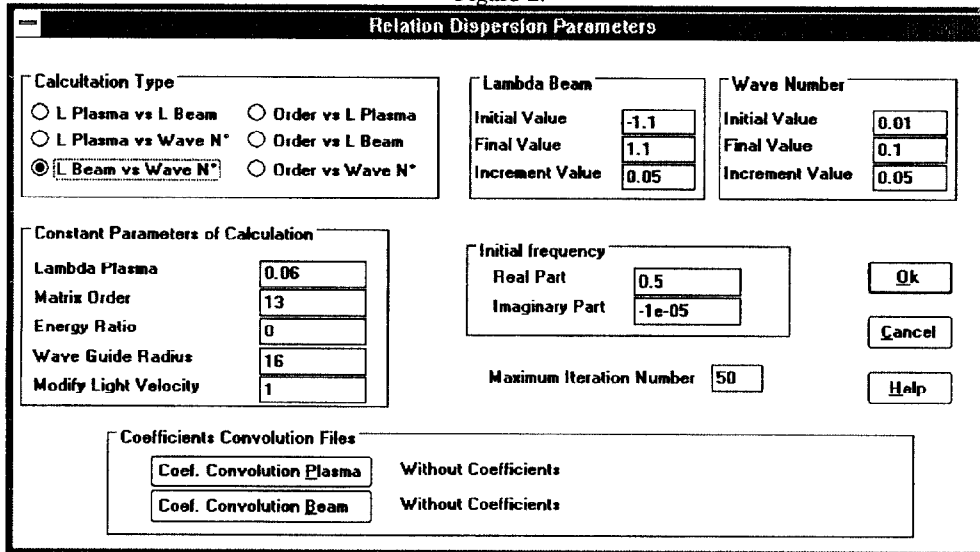 Relation Dispersion Parameters
Calcultation Type
L Plasma vs L Beam
Order vs L Plasma
L Plasma vs Wave N°
Order vs L Beam
L Beam vs Wave N°
Order vs Wave N°
Lambda Beam
Initial Value -1.1
Final Value 1.1
Increment Value 0.05
Wave Number
Initial Value 0.01
Final Value 0.1
Increment Value 0.05
Constant Parameters of Calculation
Lambda Plasma 0.06
Matrix Order 13
Energy Ratio 0
Wave Guide Radius 16
Modify Light Velocity 1
Initial frequency
Real Part 0.5
Imaginary Part -1e-05
Maximum Iteration Number 50
Ok
Cancel
Help
Coefficients Convolution Files
Coef. Convolution Plasma Without Coefficients
Coef. Convolution Beam Without Coefficients